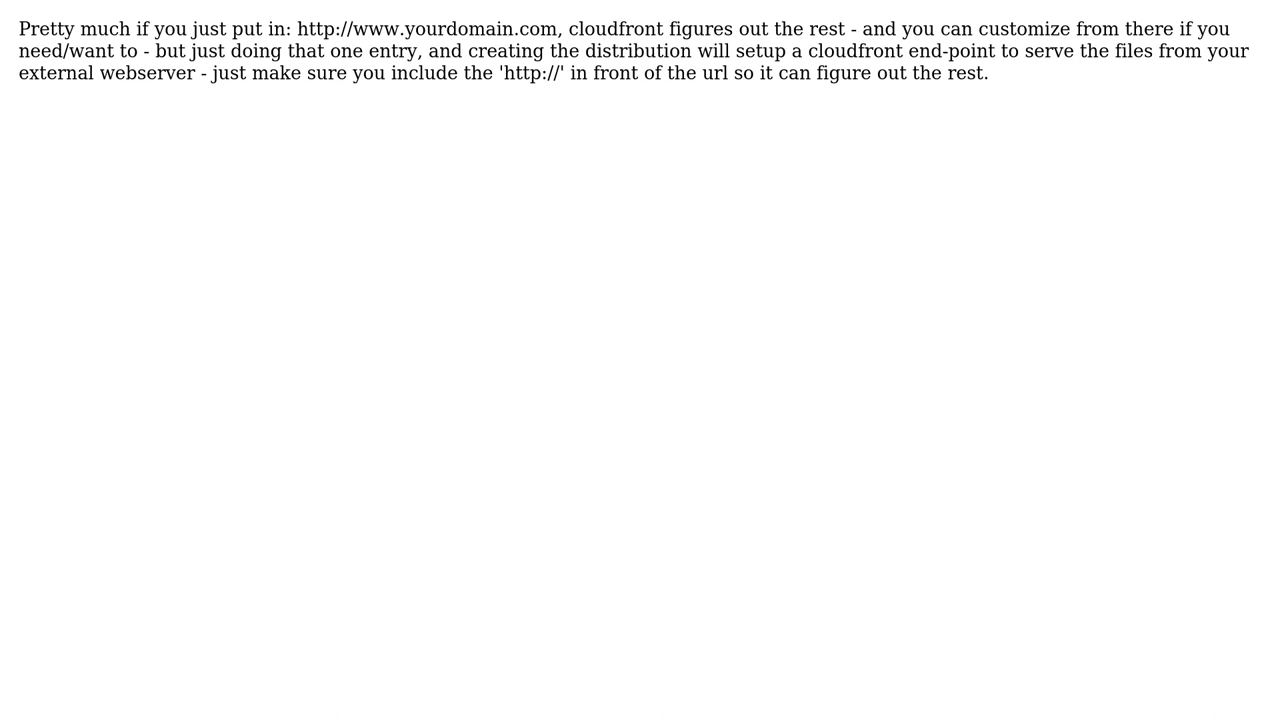 Pretty much if you just put in: http://www.yourdomain.com, cloudfront figures out the rest - and you can customize from there if you
need/want to - but just doing that one entry, and creating the distribution will setup a cloudfront end-point to serve the files from your
external webserver - just make sure you include the 'http://' in front of the url so it can figure out the rest.